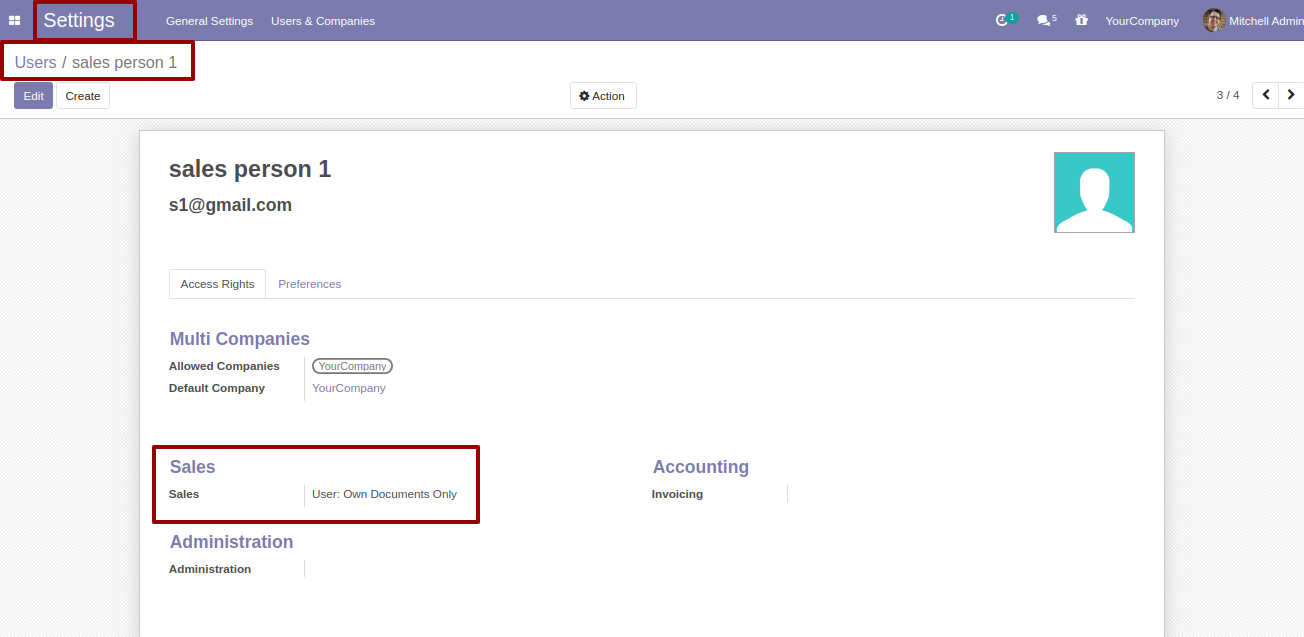 Settings General Settings Users & Companies 1 5 YourCompany Mitchell Admin
Users / sales person 1
Edit Create Action 3 / 4
sales person 1
s1@gmail.com
Access Rights Preferences
Multi Companies
Allowed Companies YourCompany
Default Company YourCompany
Sales Accounting
Sales User: Own Documents Only Invoicing
Administration
Administration